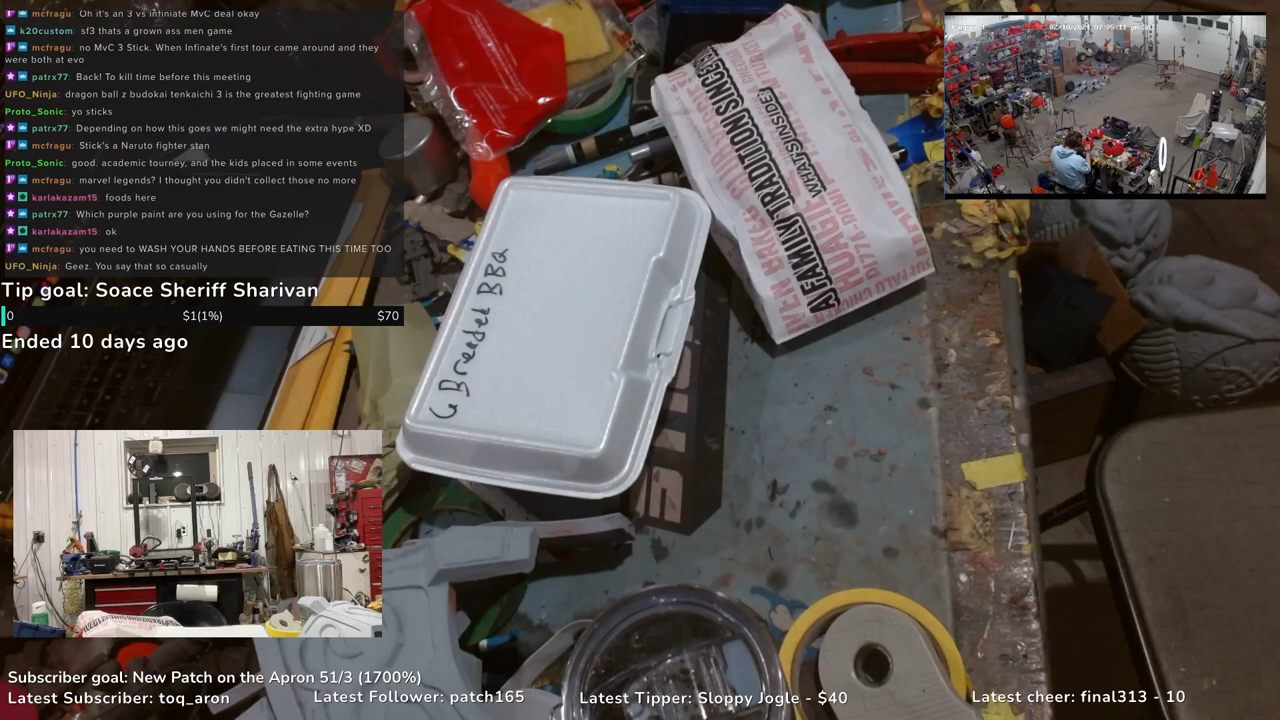 mcfragu: Oh it's an 3 vs infiniate MvC deal okay
k20custom: sf3 thats a grown ass men game
mcfragu: no MvC 3 Stick. When Infinate's first tour came around and they
were both at evo
patrx77: Back! To kill time before this meeting
UFO_Ninja: dragon ball z budokai tenkaichi 3 is the greatest fighting game
Proto_Sonic: yo sticks
patrx77: Depending on how this goes we might need the extra hype XD
mcfragu: Stick's a Naruto fighter stan
Proto_Sonic: good. academic tourney, and the kids placed in some events
mcfragu: marvel legends? I thought you didn't collect those no more
karlakazam15: foods here
patrx77: Which purple paint are you using for the Gazelle?
karlakazam15: ok
mcfragu: you need to WASH YOUR HANDS BEFORE EATING THIS TIME TOO
UFO_Ninja: Geez. You say that so casually
Tip goal: Soace Sheriff Sharivan
0 $1(1%) $70
Ended 10 days ago
6 Breaded BBQ
A FAMILY TRADITION SINCE
WHAT'S INSIDE
Subscriber goal: New Patch on the Apron 51/3 (1700%)
Latest Subscriber: toq_aron
Latest Follower: patch165
Latest Tipper: Sloppy Jogle - $40
Latest cheer: final313 - 10